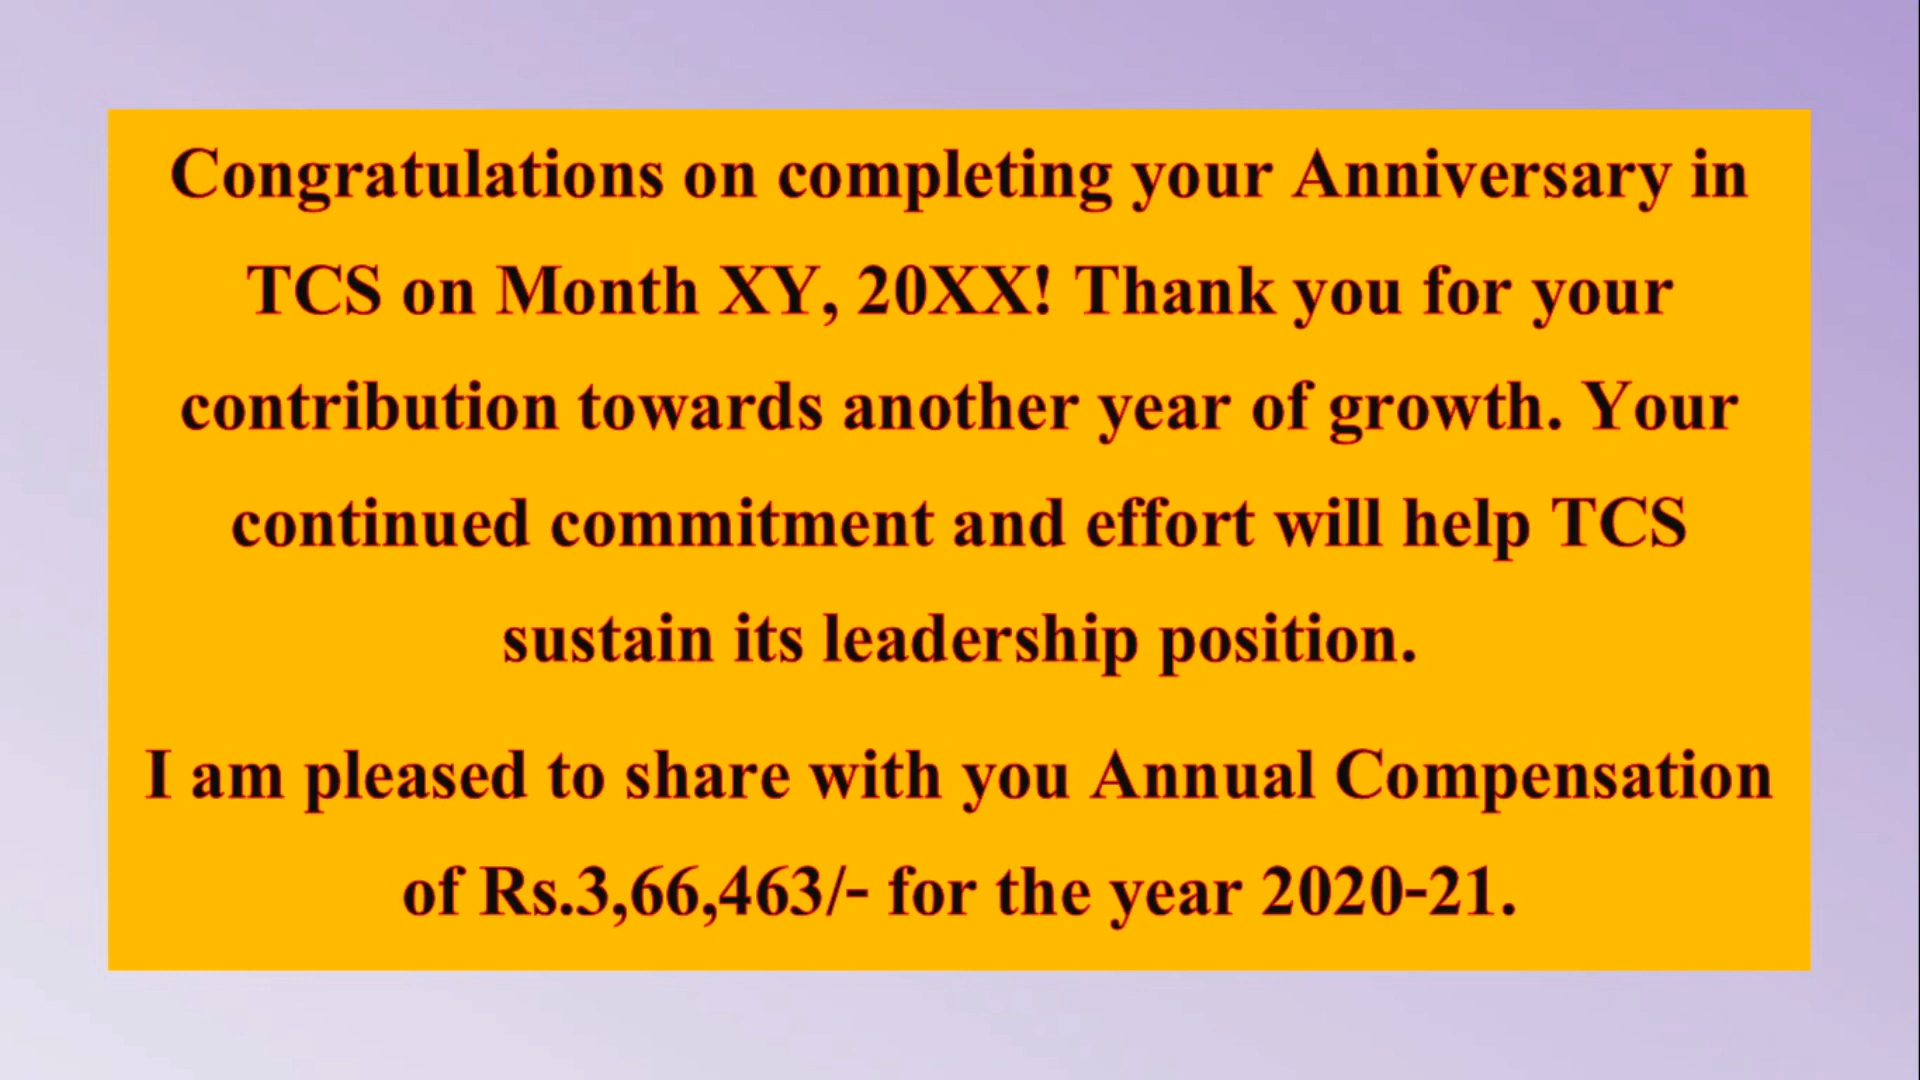 Congratulations on completing your Anniversary in
TCS on Month XY, 20XX! Thank you for your
contribution towards another year of growth. Your
continued commitment and effort will help TCS
sustain its leadership position.
I am pleased to share with you Annual Compensation
of Rs.3,66,463/- for the year 2020-21.